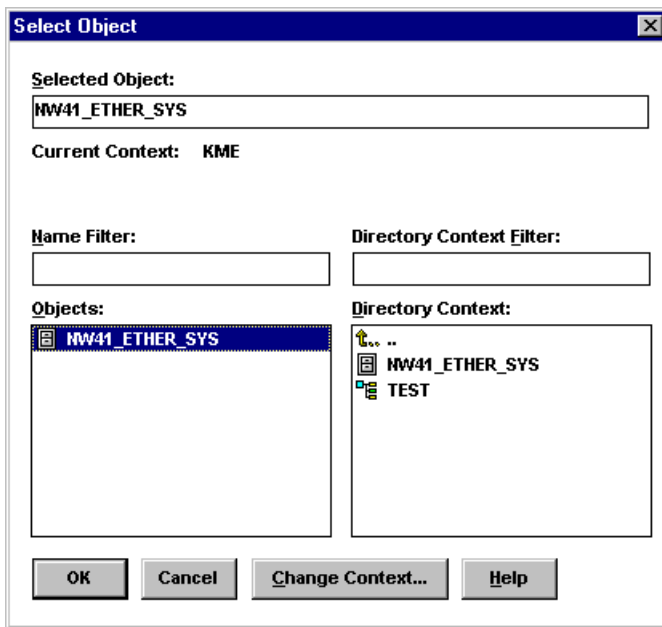 Select Object
Selected Object:
NW41_ETHER_SYS
Current Context: KME
Name Filter:
Directory Context Filter:
Objects:
Directory Context:
NW41_ETHER_SYS
..
NW41_ETHER_SYS
TEST
OK
Cancel
Change Context...
Help